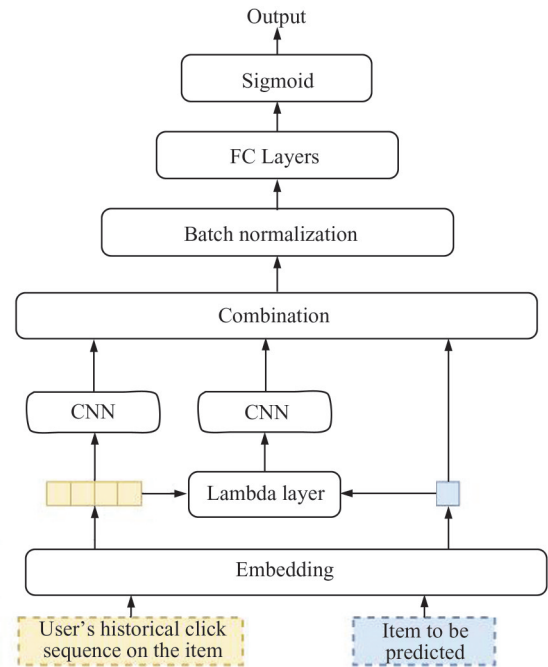 Output
Sigmoid
FC Layers
Batch normalization
Combination
CNN
CNN
Lambda layer
Embedding
User's historical click
sequence on the item
Item to be
predicted